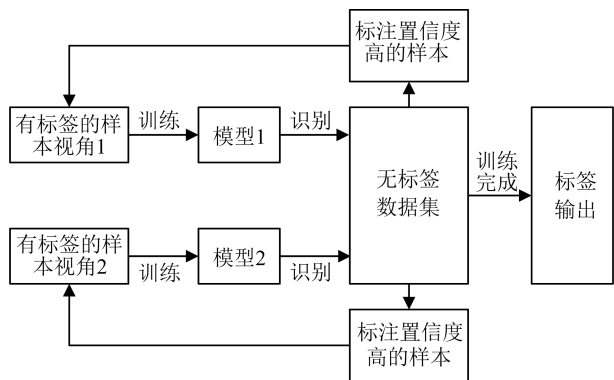 标注置信度
高的样本
有标签的样
本视角1
训练
模型1
识别
无标签
数据集
训练
完成
标签
输出
有标签的样
本视角2
训练
模型2
识别
标注置信度
高的样本